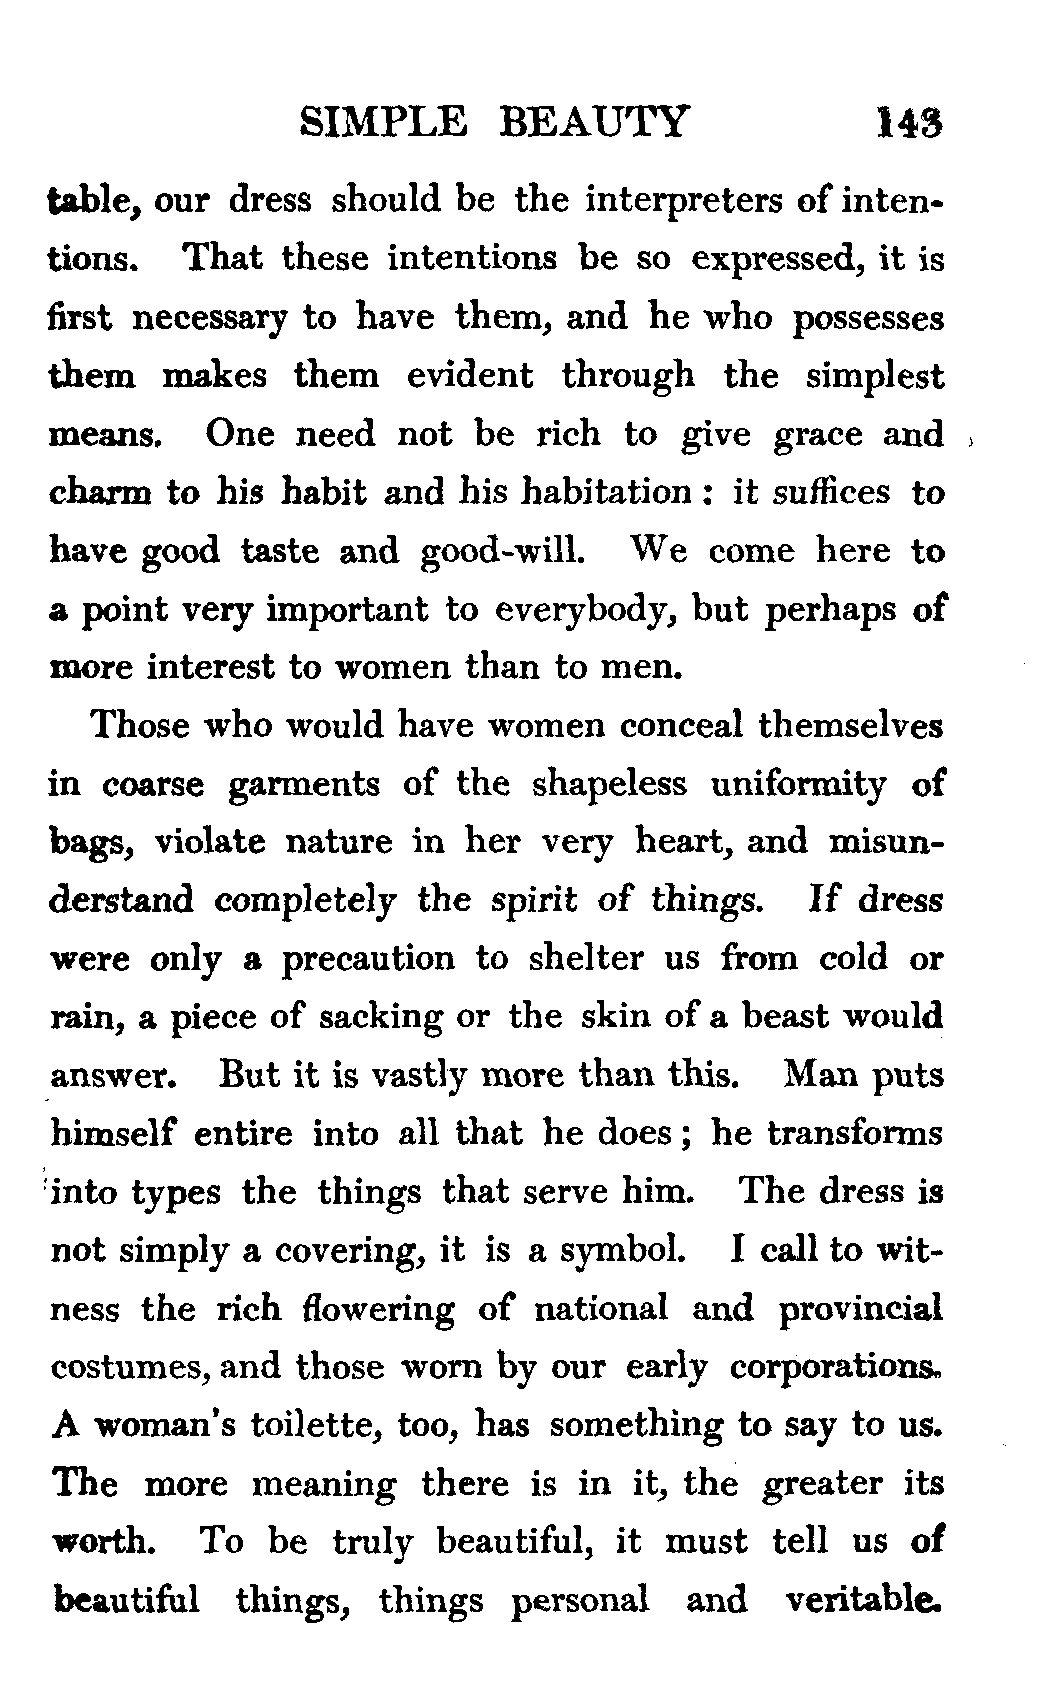 SIMPLE BEAUTY 143
table, our dress should be the interpreters of inten-
tions. That these intentions be so expressed, it is
first necessary to have them, and he who possesses
them makes them evident through the simplest
means. One need not be rich to give grace and
charm to his habit and his habitation : it suffices to
have good taste and good-will. We come here to
a point very important to everybody, but perhaps of
more interest to women than to men.
Those who would have women conceal themselves
in coarse garments of the shapeless uniformity of
bags, violate nature in her very heart, and misun-
derstand completely the spirit of things. If dress
were only a precaution to shelter us from cold or
rain, a piece of sacking or the skin of a beast would
answer. But it is vastly more than this. Man puts
himself entire into all that he does ; he transforms
into types the things that serve him. The dress is
not simply a covering, it is a symbol. I call to wit-
ness the rich flowering of national and provincial
costumes, and those worn by our early corporations.
A woman's toilette, too, has something to say to us.
The more meaning there is in it, the greater its
worth. To be truly beautiful, it must tell us of
beautiful things, things personal and veritable.